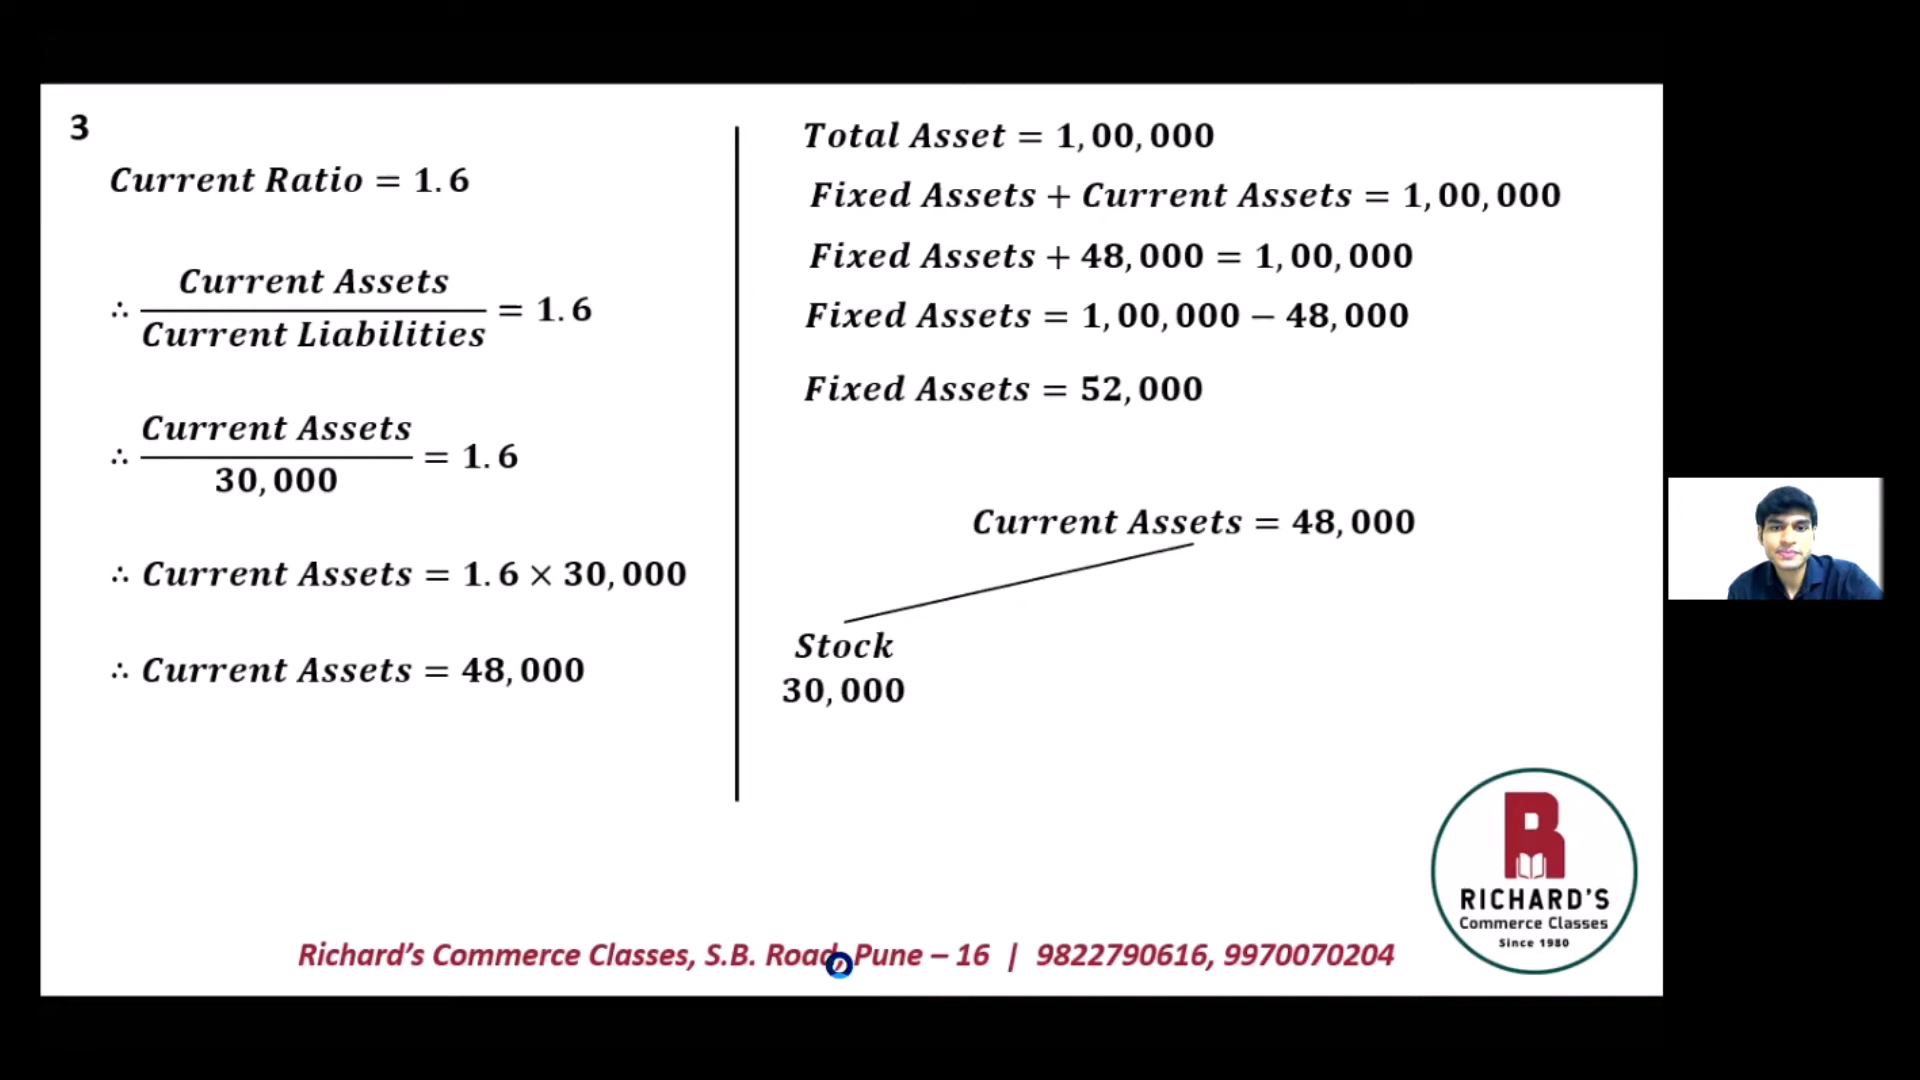 3
Current Ratio = 1.6
∴ Current Assets / Current Liabilities = 1.6
∴ Current Assets / 30,000 = 1.6
∴ Current Assets = 1.6 × 30,000
∴ Current Assets = 48,000
Total Asset = 1,00,000
Fixed Assets + Current Assets = 1,00,000
Fixed Assets + 48,000 = 1,00,000
Fixed Assets = 1,00,000 − 48,000
Fixed Assets = 52,000
Current Assets = 48,000
Stock
30,000
R
RICHARD'S
Commerce Classes
Since 1980
Richard's Commerce Classes, S.B. Road, Pune – 16 | 9822790616, 9970070204